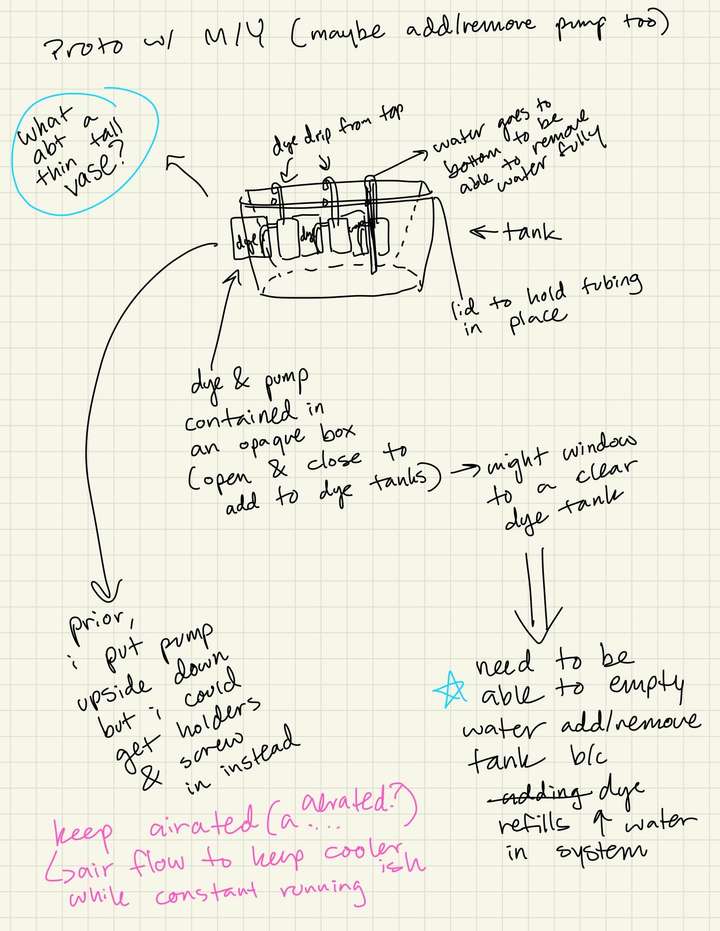 Proto w/ M/Y (maybe add/remove pump too)
what a
abt
thin tall
vase?
dye drip from top
water goes to
bottom to be
able to remove
water fully
dye
dye
← tank
lid to hold tubing
in place
dye & pump
contained in
an opaque box
(open & close to
add to dye tanks)
→ might window
to a clear
dye tank
prior,
i put pump
upside down
but i could
get holders
& screw
in instead
need to be
able to empty
water add/remove
tank b/c
adding dye
refills ↑ water
in system
keep airated (a aerated?)
....
↳ air flow to keep cooler
ish
while constant running